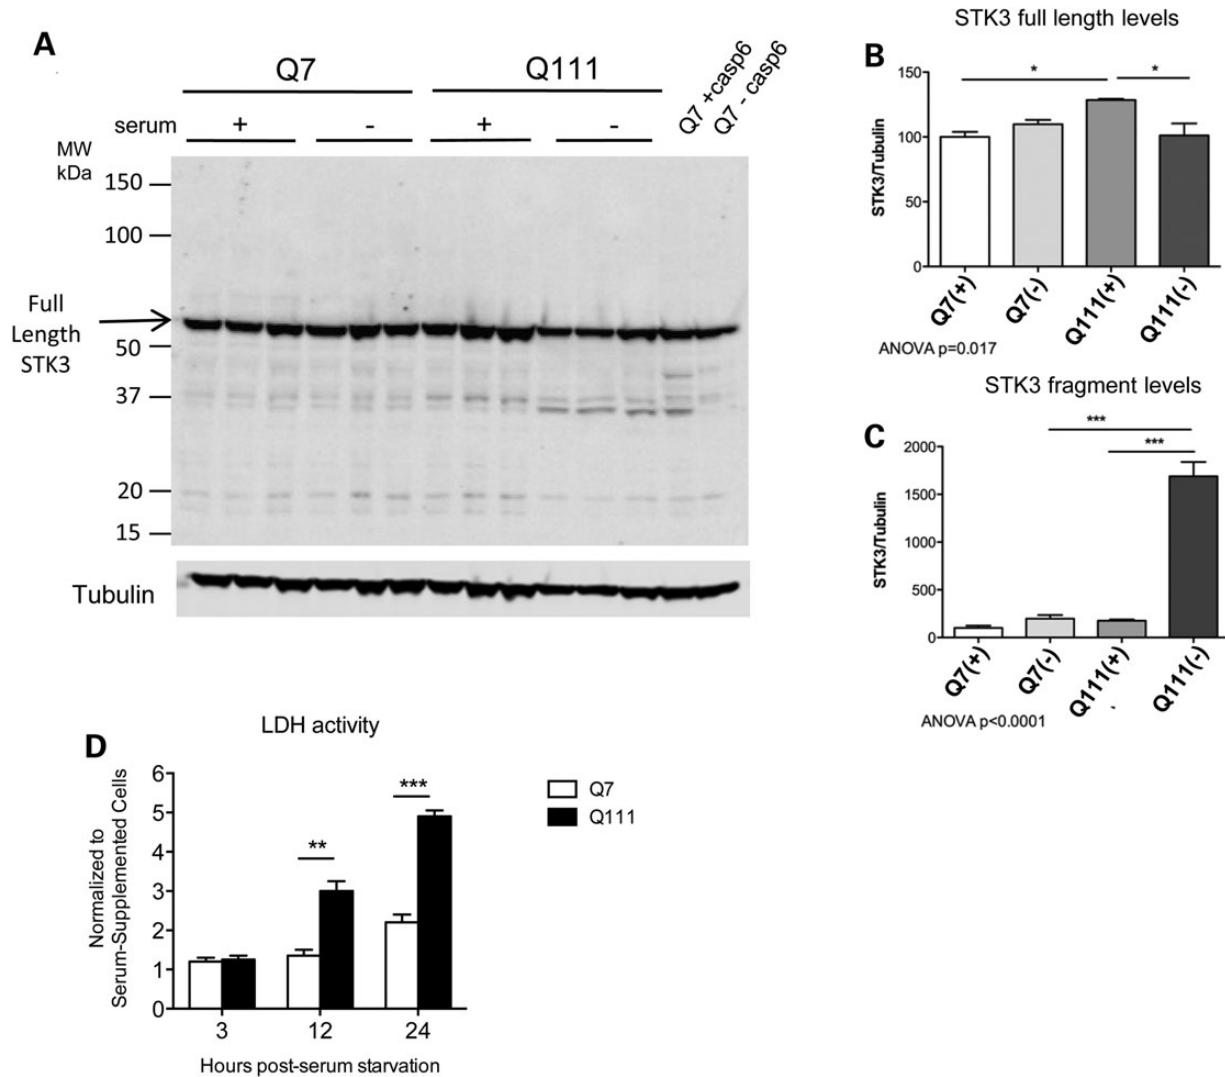 A
Q7
Q111
Q7 +casp6
Q7 - casp6
serum
+
-
+
-
MW
kDa
150
100
Full
Length
STK3
50
37
20
15
Tubulin
STK3 full length levels
B
150
100
50
0
STK3/Tubulin
*
*
Q7(+)
Q7(-)
Q111(+)
Q111(-)
ANOVA p=0.017
STK3 fragment levels
C
2000
1500
1000
500
0
STK3/Tubulin
***
***
Q7(+)
Q7(-)
Q111(+)
Q111(-)
ANOVA p<0.0001
LDH activity
D
6
5
4
3
2
1
0
Normalized to
Serum-Supplemented Cells
**
***
Q7
Q111
3
12
24
Hours post-serum starvation